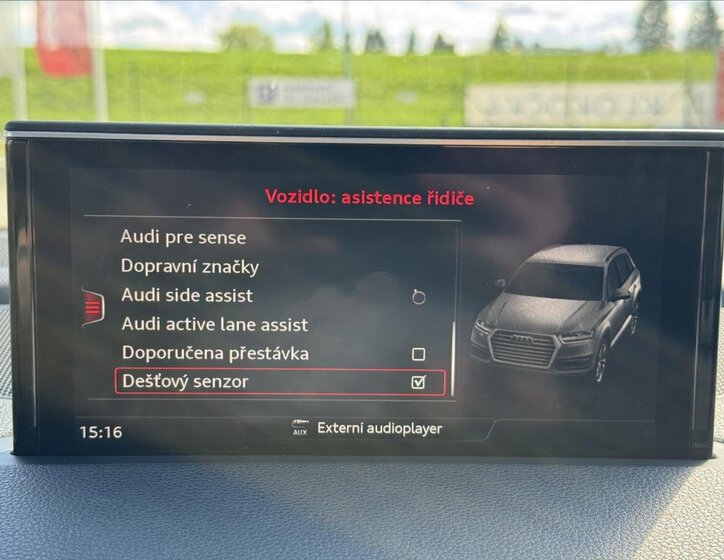 KLOKOČKA
Vozidlo: asistence řidiče
Audi pre sense
Dopravní značky
Audi side assist
Audi active lane assist
Doporučena přestávka
Dešťový senzor
15:16
AUX
Externí audioplayer